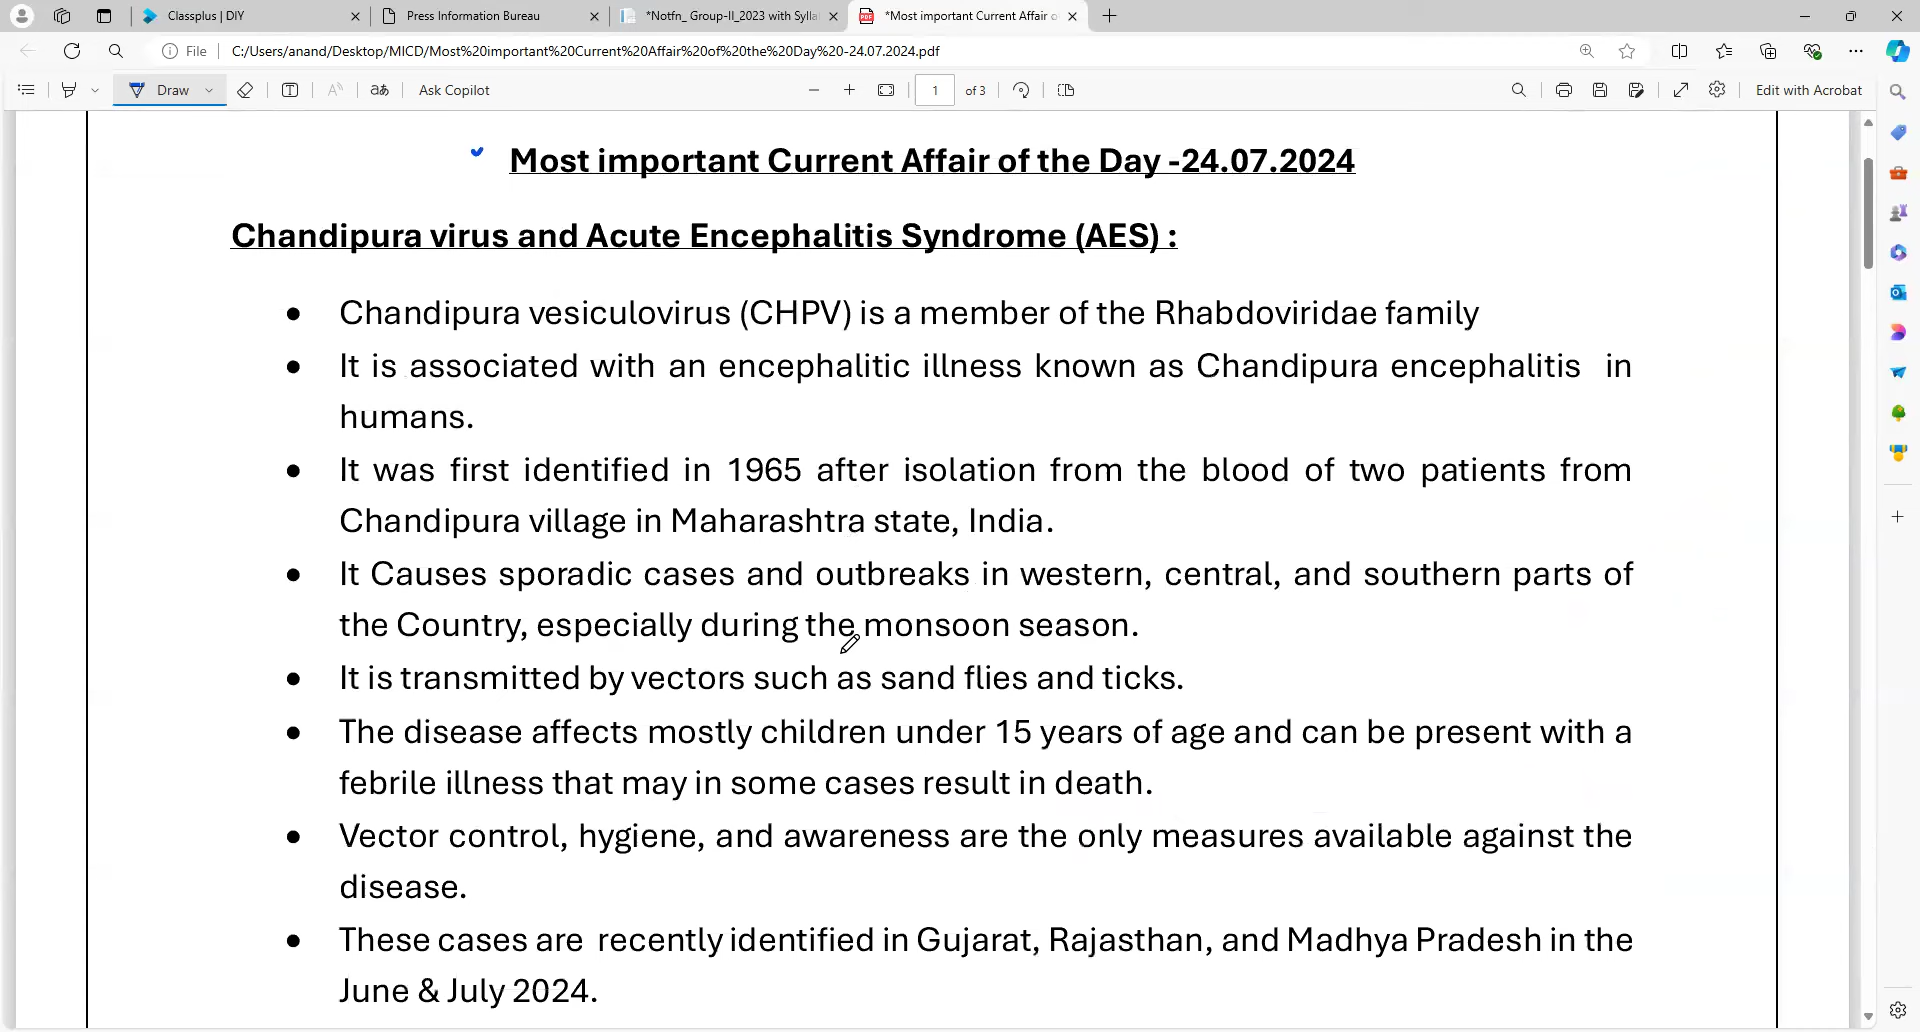 Classplus | DIY
Press Information Bureau
*Notfn_ Group-II_2023 with Sylla
*Most important Current Affair o
File
C:/Users/anand/Desktop/MICD/Most%20important%20Current%20Affair%20of%20the%20Day%20-24.07.2024.pdf
Draw
aあ
Ask Copilot
1 of 3
Edit with Acrobat
Most important Current Affair of the Day -24.07.2024
Chandipura virus and Acute Encephalitis Syndrome (AES) :
• Chandipura vesiculovirus (CHPV) is a member of the Rhabdoviridae family
• It is associated with an encephalitic illness known as Chandipura encephalitis in
humans.
• It was first identified in 1965 after isolation from the blood of two patients from
Chandipura village in Maharashtra state, India.
• It Causes sporadic cases and outbreaks in western, central, and southern parts of
the Country, especially during the monsoon season.
• It is transmitted by vectors such as sand flies and ticks.
• The disease affects mostly children under 15 years of age and can be present with a
febrile illness that may in some cases result in death.
• Vector control, hygiene, and awareness are the only measures available against the
disease.
• These cases are recently identified in Gujarat, Rajasthan, and Madhya Pradesh in the
June & July 2024.